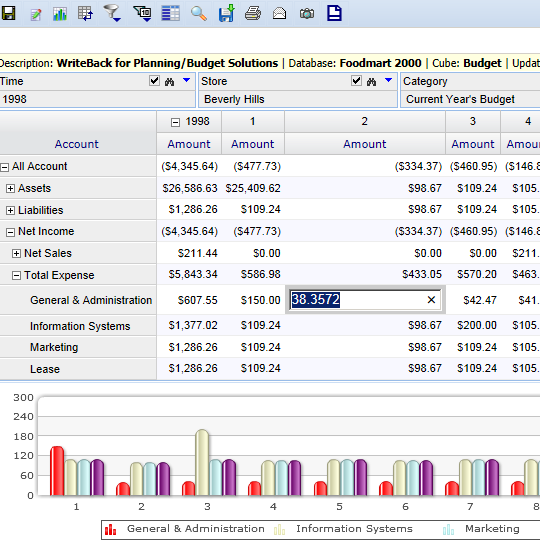 Description: WriteBack for Planning/Budget Solutions | Database: Foodmart 2000 | Cube: Budget | Updat
Time Store Category
1998 Beverly Hills Current Year's Budget
1998 1 2 3 4
Account Amount Amount Amount Amount Amou
All Account ($4,345.64) ($477.73) ($334.37) ($460.95) ($146.8
Assets $26,586.63 $25,409.62 $98.67 $109.24 $105.
Liabilities $1,286.26 $109.24 $98.67 $109.24 $105.
Net Income ($4,345.64) ($477.73) ($334.37) ($460.95) ($146.8
Net Sales $211.44 $0.00 $0.00 $0.00 $211.
Total Expense $5,843.34 $586.98 $433.05 $570.20 $463.
General & Administration $607.55 $150.00 38.3572 $42.47 $41.
Information Systems $1,377.02 $109.24 $98.67 $200.00 $105.
Marketing $1,286.26 $109.24 $98.67 $109.24 $105.
Lease $1,286.26 $109.24 $98.67 $109.24 $105.
300
240
180
120
60
0
1 2 3 4 5 6 7 8
General & Administration Information Systems Marketing